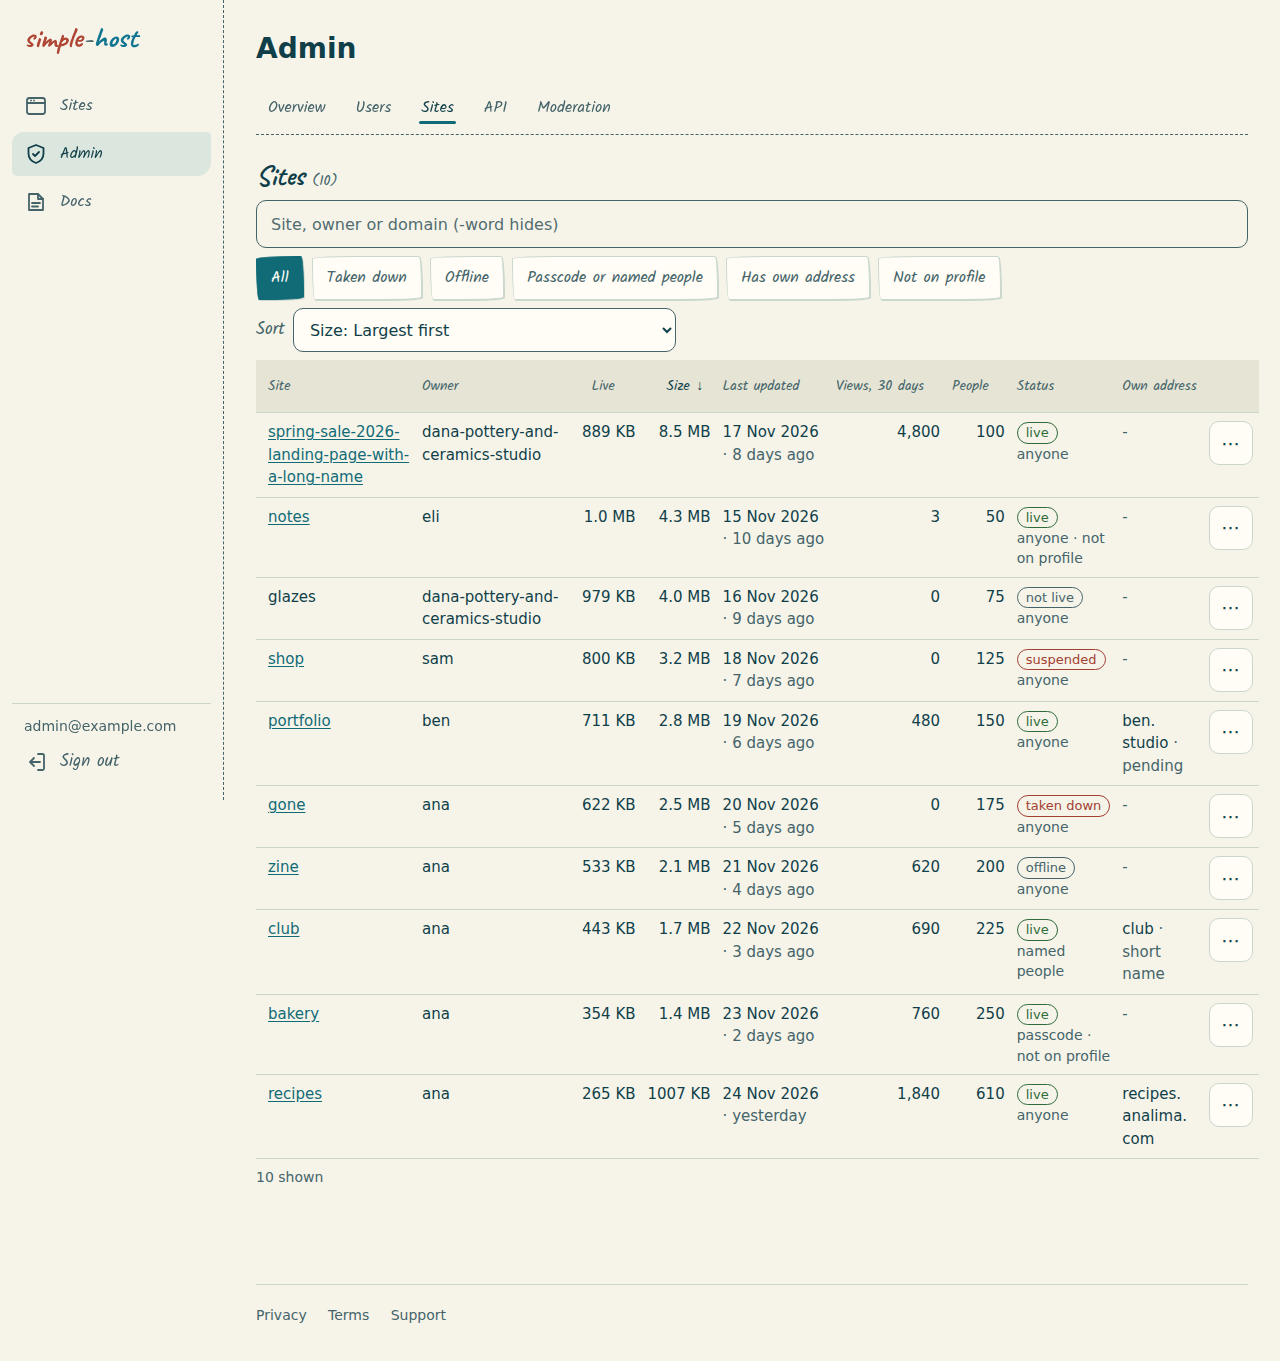 simple-host
Sites
Admin
Docs
admin@example.com
Sign out
Admin
Overview Users Sites API Moderation
Sites (10)
Site, owner or domain (-word hides)
All Taken down Offline Passcode or named people Has own address Not on profile
Sort Size: Largest first
Site Owner Live Size ↓ Last updated Views, 30 days People Status Own address
spring-sale-2026- dana-pottery-and- 889 KB 8.5 MB 17 Nov 2026 4,800 100 live - ...
landing-page-with- ceramics-studio · 8 days ago anyone
a-long-name
notes eli 1.0 MB 4.3 MB 15 Nov 2026 3 50 live - ...
· 10 days ago anyone · not
on profile
glazes dana-pottery-and- 979 KB 4.0 MB 16 Nov 2026 0 75 not live - ...
ceramics-studio · 9 days ago anyone
shop sam 800 KB 3.2 MB 18 Nov 2026 0 125 suspended - ...
· 7 days ago anyone
portfolio ben 711 KB 2.8 MB 19 Nov 2026 480 150 live ben. ...
· 6 days ago anyone studio ·
pending
gone ana 622 KB 2.5 MB 20 Nov 2026 0 175 taken down - ...
· 5 days ago anyone
zine ana 533 KB 2.1 MB 21 Nov 2026 620 200 offline - ...
· 4 days ago anyone
club ana 443 KB 1.7 MB 22 Nov 2026 690 225 live club · ...
· 3 days ago named short
people name
bakery ana 354 KB 1.4 MB 23 Nov 2026 760 250 live - ...
· 2 days ago passcode ·
not on profile
recipes ana 265 KB 1007 KB 24 Nov 2026 1,840 610 live recipes. ...
· yesterday anyone analima.
com
10 shown
Privacy Terms Support